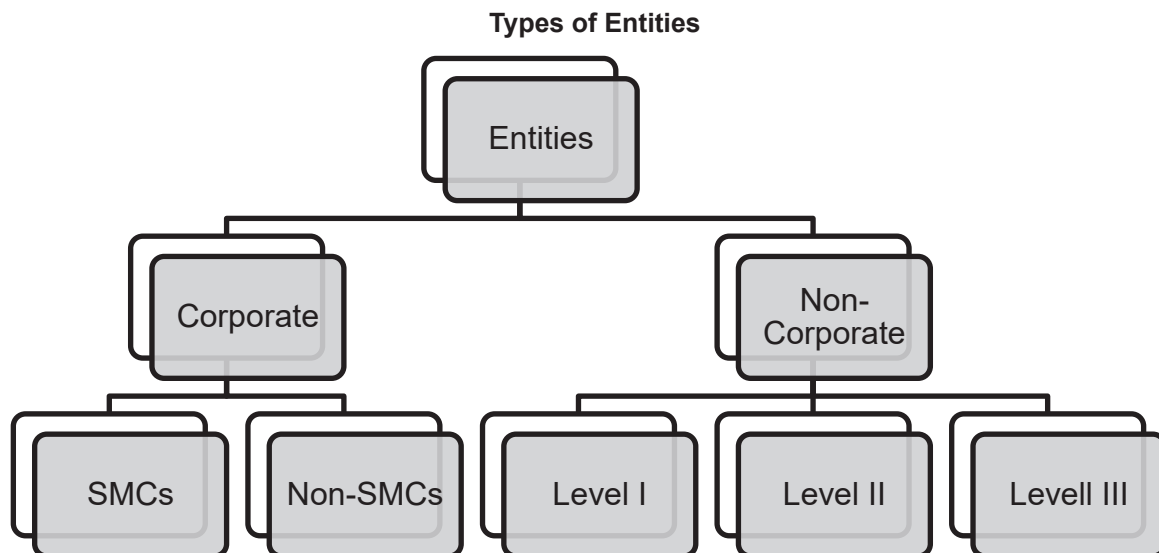 Types of Entities
Entities
Corporate
Non-
Corporate
SMCs
Non-SMCs
Level I
Level II
Levell III